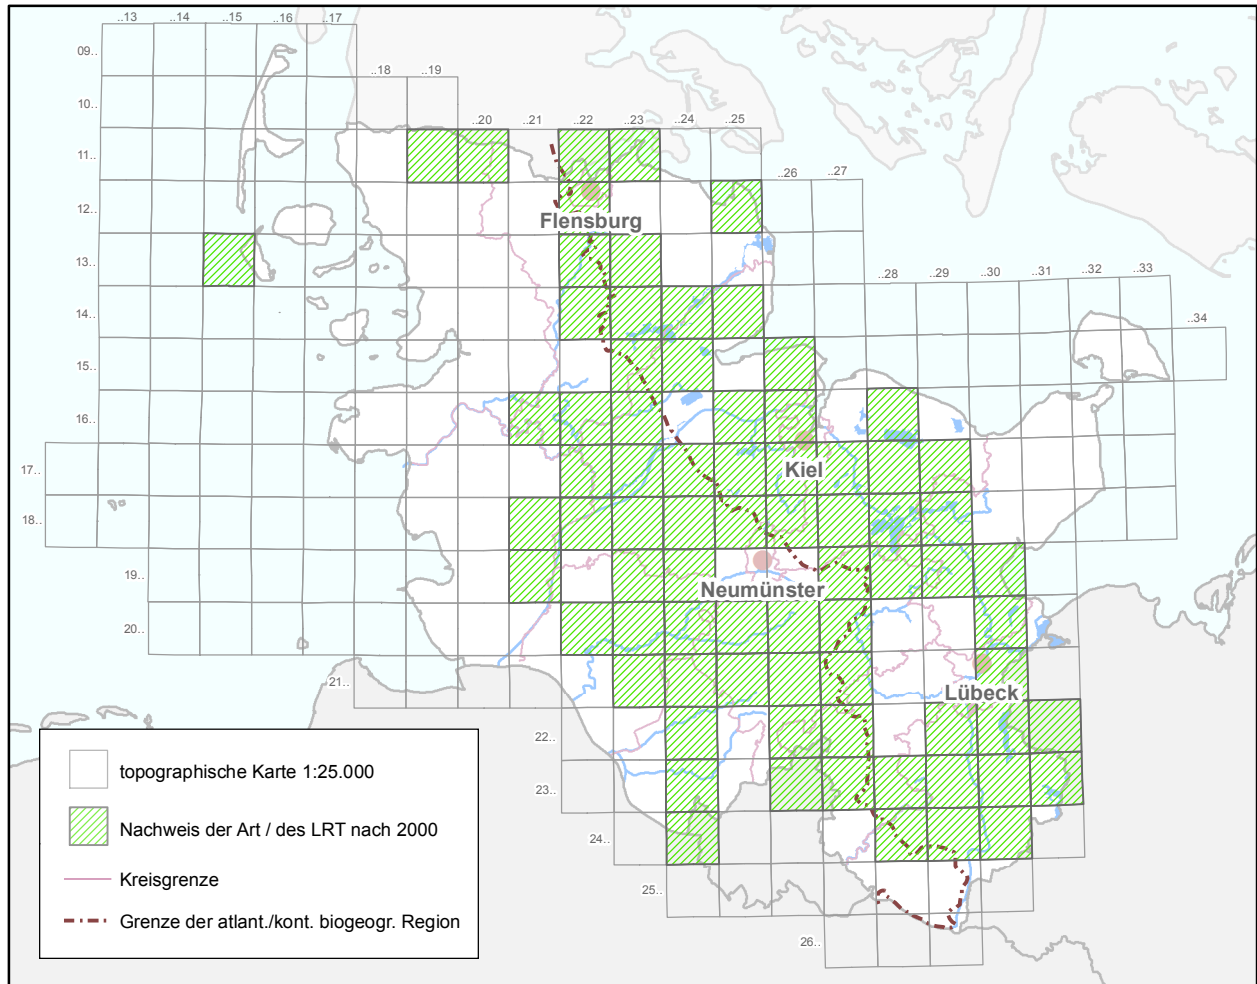 ..13 ..14 ..15 ..16 ..17
09..
..18 ..19
10..
..20 ..21 ..22 ..23 ..24 ..25
11..
..26 ..27
12..
Flensburg
13..
..28 ..29 ..30 ..31 ..32 ..33
14..
..34
15..
16..
17..
Kiel
18..
19..
Neumünster
20..
21..
Lübeck
22..
23..
24..
25..
26..
topographische Karte 1:25.000
Nachweis der Art / des LRT nach 2000
Kreisgrenze
Grenze der atlant./kont. biogeogr. Region